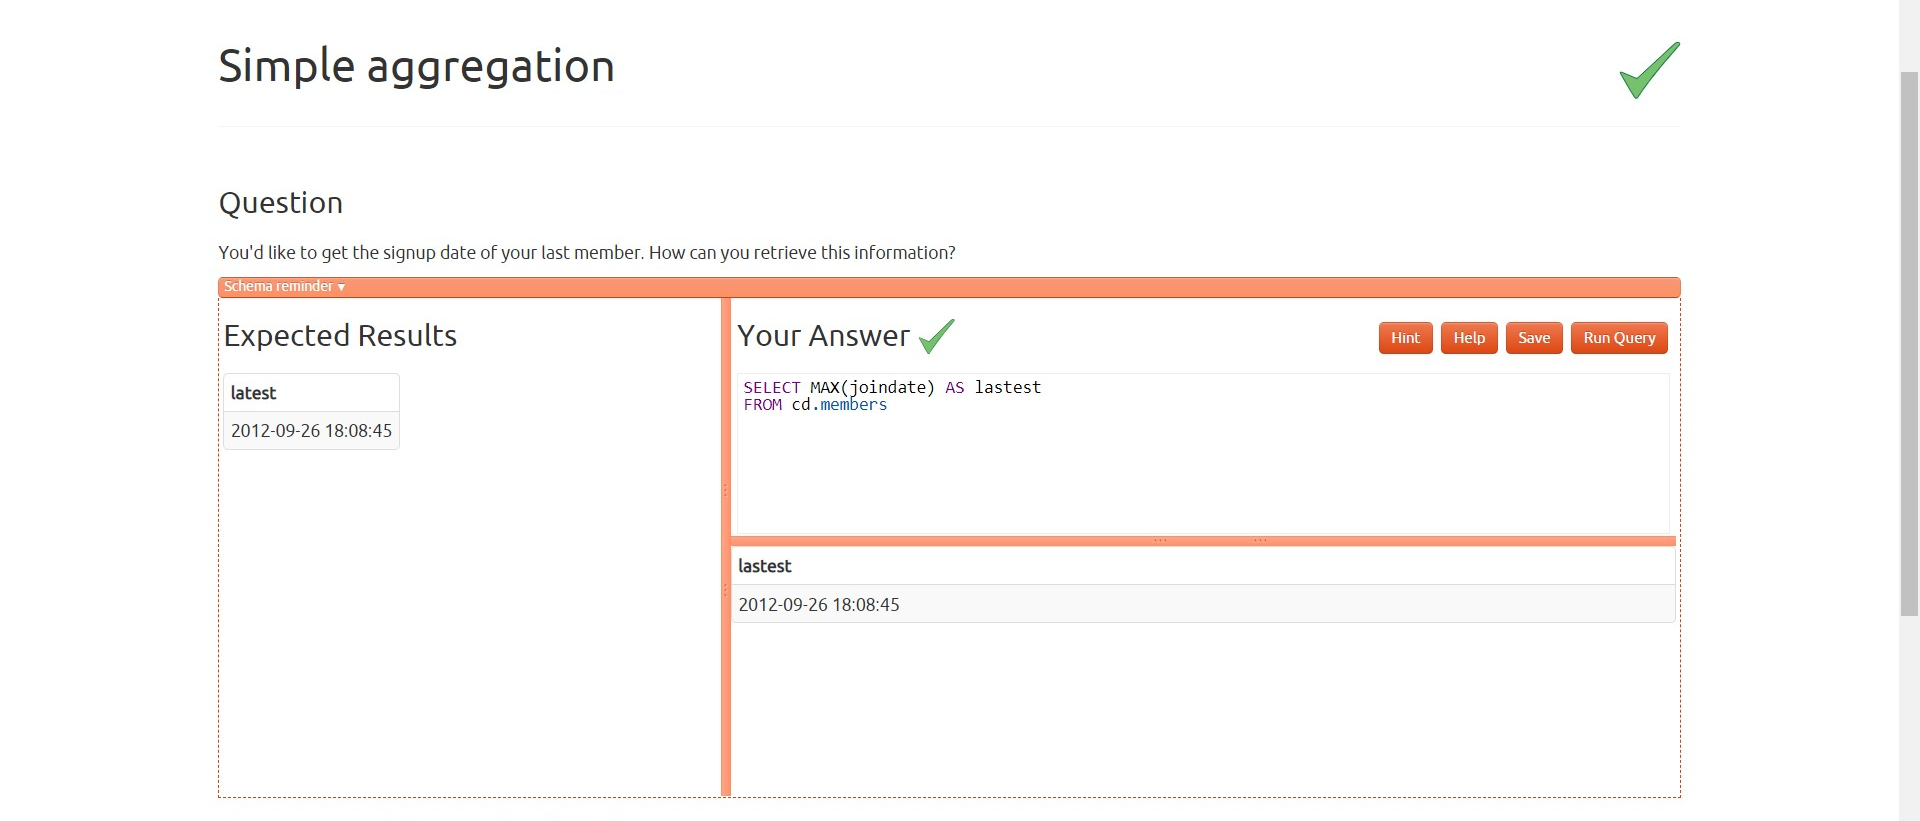 Simple aggregation
Question
You'd like to get the signup date of your last member. How can you retrieve this information?
Schema reminder ▾
Expected Results
latest
2012-09-26 18:08:45
Your Answer
Hint
Help
Save
Run Query
SELECT MAX(joindate) AS lastest
FROM cd.members
lastest
2012-09-26 18:08:45